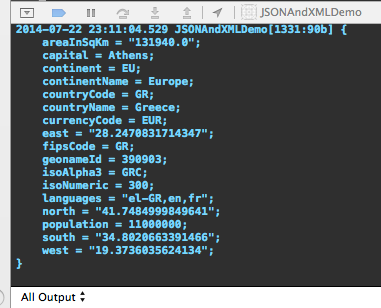 JSONAndXMLDemo
2014-07-22 23:11:04.529 JSONAndXMLDemo[1331:90b] {
areaInSqKm = "131940.0";
capital = Athens;
continent = EU;
continentName = Europe;
countryCode = GR;
countryName = Greece;
currencyCode = EUR;
east = "28.2470831714347";
fipsCode = GR;
geonameId = 390903;
isoAlpha3 = GRC;
isoNumeric = 300;
languages = "el-GR,en,fr";
north = "41.7484999849641";
population = 11000000;
south = "34.8020663391466";
west = "19.3736035624134";
}
All Output